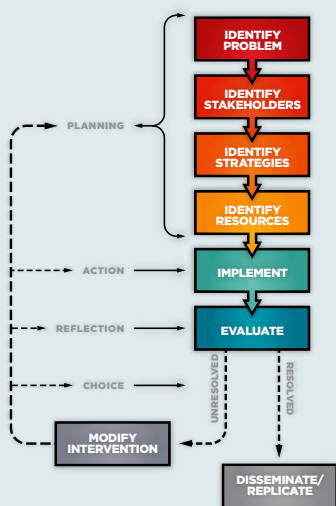 IDENTIFY
PROBLEM
IDENTIFY
STAKEHOLDERS
PLANNING
IDENTIFY
STRATEGIES
IDENTIFY
RESOURCES
ACTION
IMPLEMENT
REFLECTION
EVALUATE
CHOICE
UNRESOLVED
RESOLVED
MODIFY
INTERVENTION
DISSEMINATE/
REPLICATE